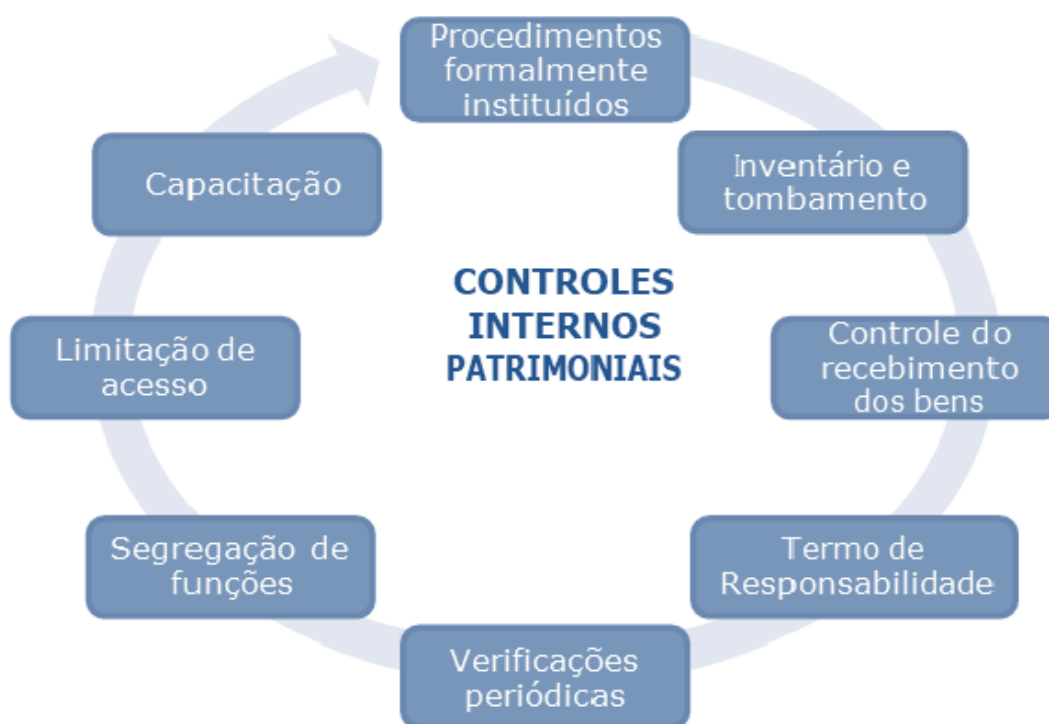 Procedimentos
formalmente
instituídos
Inventário e
tombamento
Controle do
recebimento
dos bens
Termo de
Responsabilidade
Verificações
periódicas
Segregação de
funções
Limitação de
acesso
Capacitação
CONTROLES
INTERNOS
PATRIMONIAIS